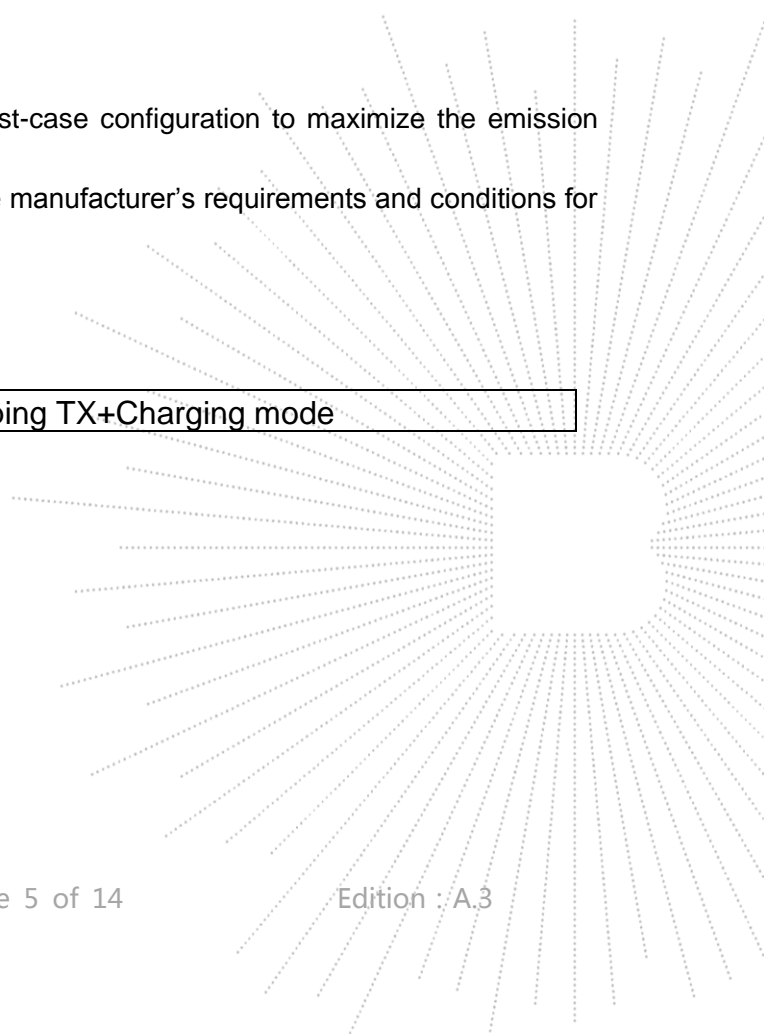 st-case configuration to maximize the emission
manufacturer's requirements and conditions for
ing TX+Charging mode
5 of 14 Edition : A.3